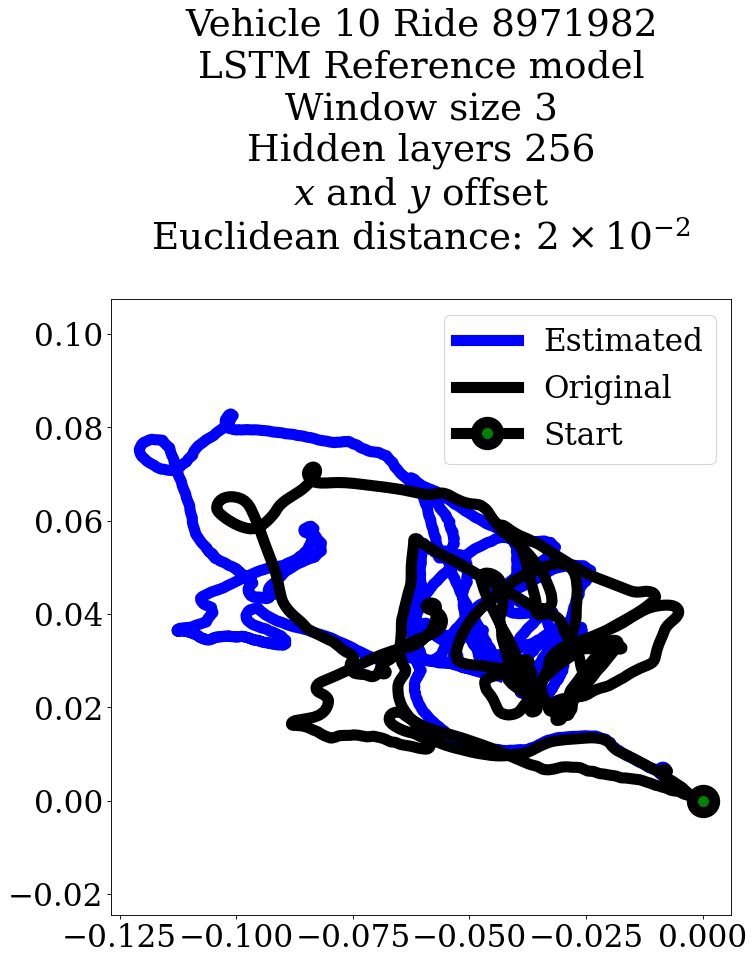 Vehicle 10 Ride 8971982
LSTM Reference model
Window size 3
Hidden layers 256
x and y offset
Euclidean distance: 2 × 10⁻²
Estimated
Original
Start
0.10
0.08
0.06
0.04
0.02
0.00
−0.02
−0.125 −0.100 −0.075 −0.050 −0.025 0.000